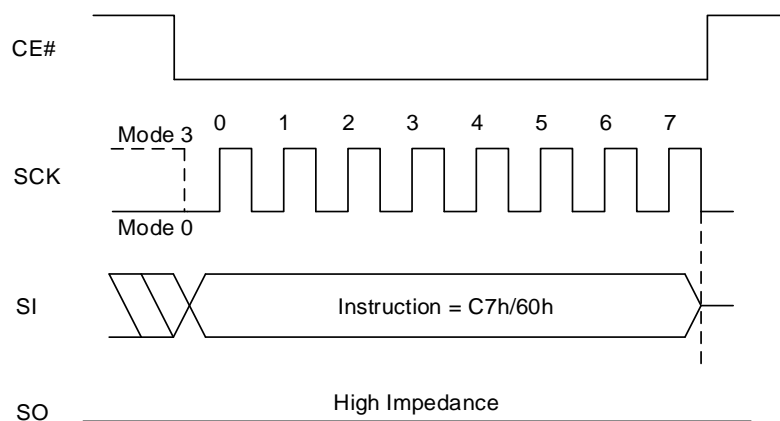 CE#
0 1 2 3 4 5 6 7
Mode 3
SCK
Mode 0
SI
Instruction = C7h/60h
High Impedance
SO